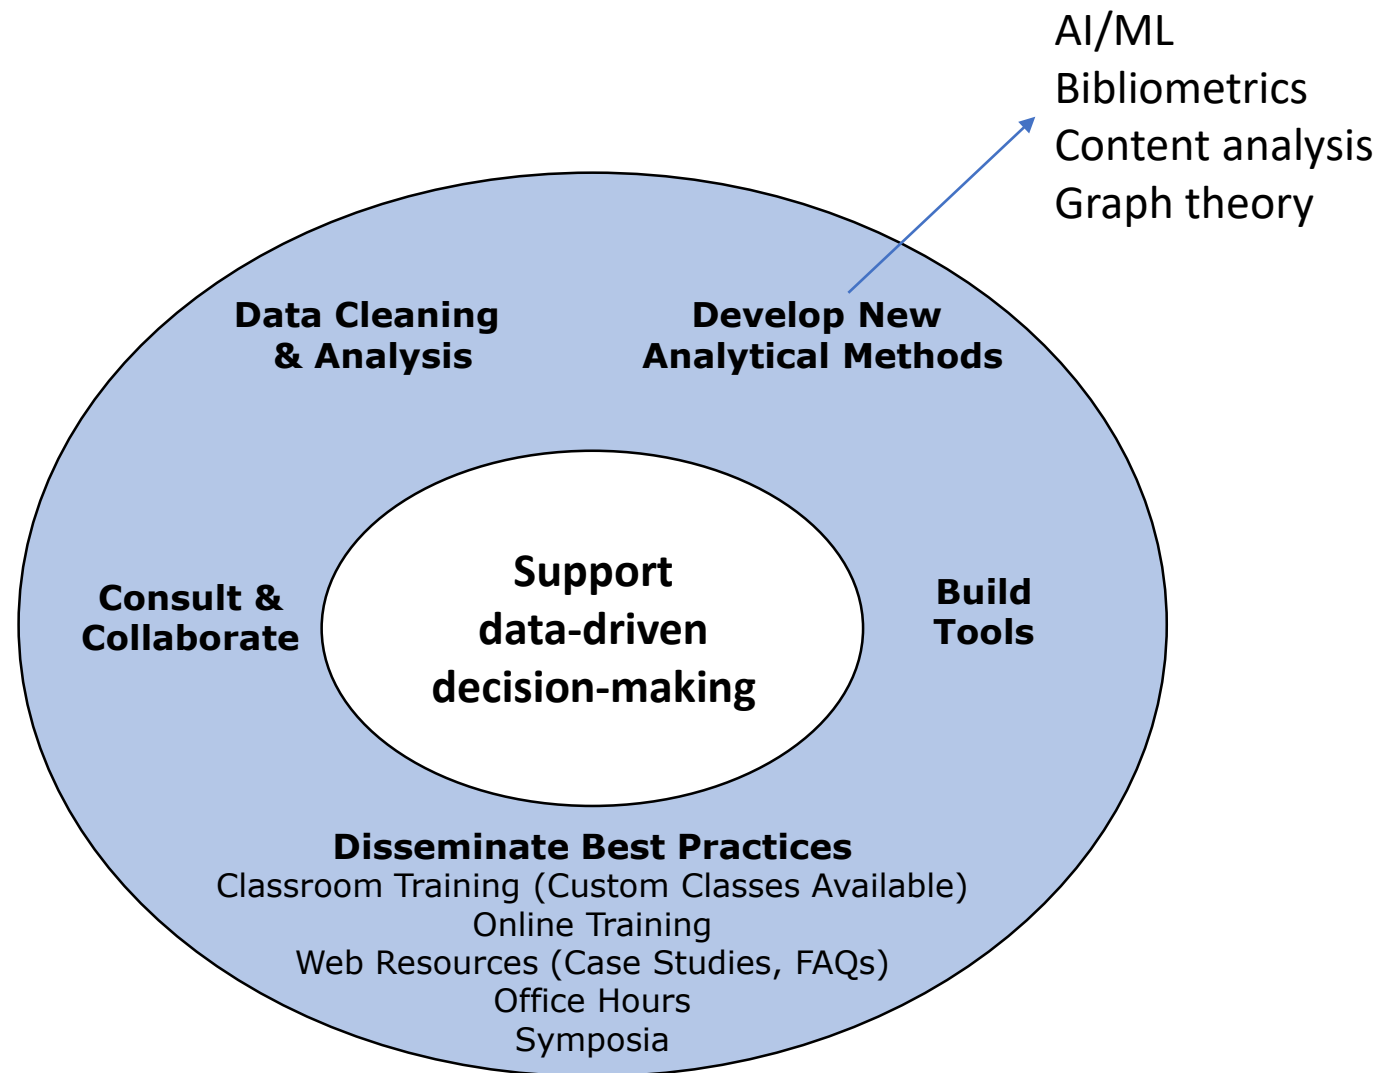 AI/ML
Bibliometrics
Content analysis
Graph theory
Data Cleaning
& Analysis
Develop New
Analytical Methods
Consult &
Collaborate
Support
data-driven
decision-making
Build
Tools
Disseminate Best Practices
Classroom Training (Custom Classes Available)
Online Training
Web Resources (Case Studies, FAQs)
Office Hours
Symposia